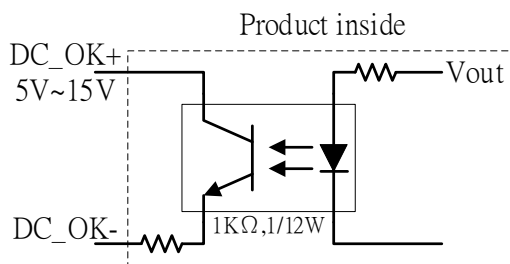 Product inside
DC_OK+
5V~15V
Vout
1KΩ,1/12W
DC_OK-